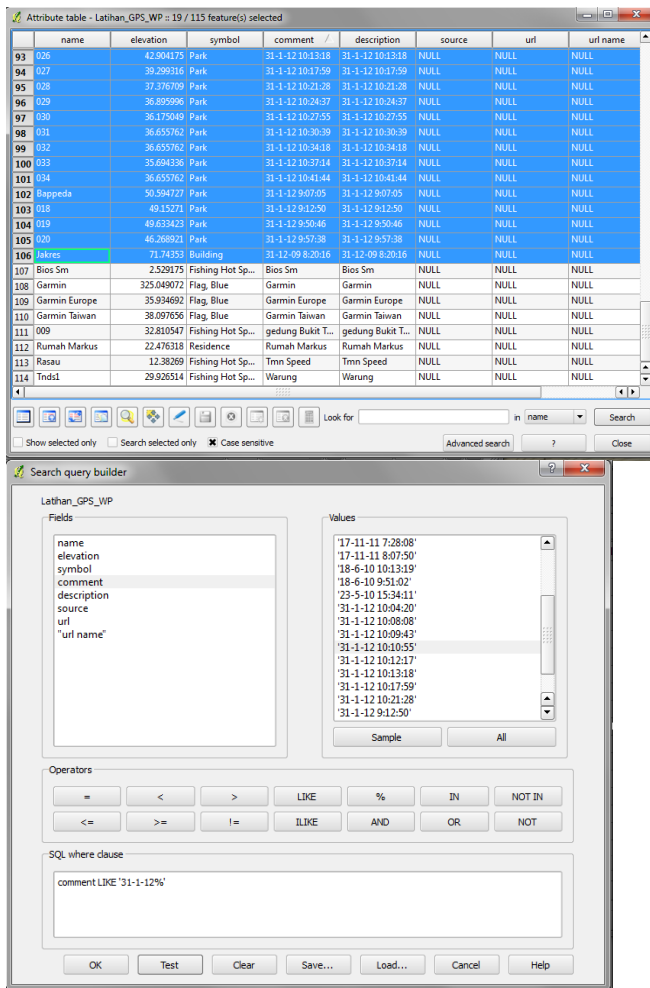 Attribute table - Latihan_GPS_WP :: 19 / 115 feature(s) selected
name elevation symbol comment description source url url name
93 026 42.904175 Park 31-1-12 10:13:18 31-1-12 10:13:18 NULL NULL NULL
94 027 39.299316 Park 31-1-12 10:17:59 31-1-12 10:17:59 NULL NULL NULL
95 028 37.376709 Park 31-1-12 10:21:28 31-1-12 10:21:28 NULL NULL NULL
96 029 36.895996 Park 31-1-12 10:24:37 31-1-12 10:24:37 NULL NULL NULL
97 030 36.175049 Park 31-1-12 10:27:55 31-1-12 10:27:55 NULL NULL NULL
98 031 36.655762 Park 31-1-12 10:30:39 31-1-12 10:30:39 NULL NULL NULL
99 032 36.655762 Park 31-1-12 10:34:18 31-1-12 10:34:18 NULL NULL NULL
100 033 35.694336 Park 31-1-12 10:37:14 31-1-12 10:37:14 NULL NULL NULL
101 034 36.655762 Park 31-1-12 10:41:44 31-1-12 10:41:44 NULL NULL NULL
102 Bappeda 50.594727 Park 31-1-12 9:07:05 31-1-12 9:07:05 NULL NULL NULL
103 018 49.15271 Park 31-1-12 9:12:50 31-1-12 9:12:50 NULL NULL NULL
104 019 49.633423 Park 31-1-12 9:50:46 31-1-12 9:50:46 NULL NULL NULL
105 020 46.268921 Park 31-1-12 9:57:38 31-1-12 9:57:38 NULL NULL NULL
106 Jakres 71.74353 Building 31-12-09 8:20:16 31-12-09 8:20:16 NULL NULL NULL
107 Bios Sm 2.529175 Fishing Hot Sp... Bios Sm Bios Sm NULL NULL NULL
108 Garmin 325.049072 Flag, Blue Garmin Garmin NULL NULL NULL
109 Garmin Europe 35.934692 Flag, Blue Garmin Europe Garmin Europe NULL NULL NULL
110 Garmin Taiwan 38.097656 Flag, Blue Garmin Taiwan Garmin Taiwan NULL NULL NULL
111 009 32.810547 Fishing Hot Sp... gedung Bukit T... gedung Bukit T... NULL NULL NULL
112 Rumah Markus 22.476318 Residence Rumah Markus Rumah Markus NULL NULL NULL
113 Rasau 12.38269 Fishing Hot Sp... Tmn Speed Tmn Speed NULL NULL NULL
114 Tnds1 29.926514 Fishing Hot Sp... Warung Warung NULL NULL NULL
Look for in name Search
Show selected only Search selected only Case sensitive Advanced search ? Close
Search query builder
Latihan_GPS_WP
Fields
name
elevation
symbol
comment
description
source
url
"url name"
Values
'17-11-11 7:28:08'
'17-11-11 8:07:50'
'18-6-10 10:13:19'
'18-6-10 9:51:02'
'23-5-10 15:34:11'
'31-1-12 10:04:20'
'31-1-12 10:08:08'
'31-1-12 10:09:43'
'31-1-12 10:10:55'
'31-1-12 10:12:17'
'31-1-12 10:13:18'
'31-1-12 10:17:59'
'31-1-12 10:21:28'
'31-1-12 9:12:50'
Sample All
Operators
= < > LIKE % IN NOT IN
<= >= != ILIKE AND OR NOT
SQL where clause
comment LIKE '31-1-12%'
OK Test Clear Save... Load... Cancel Help